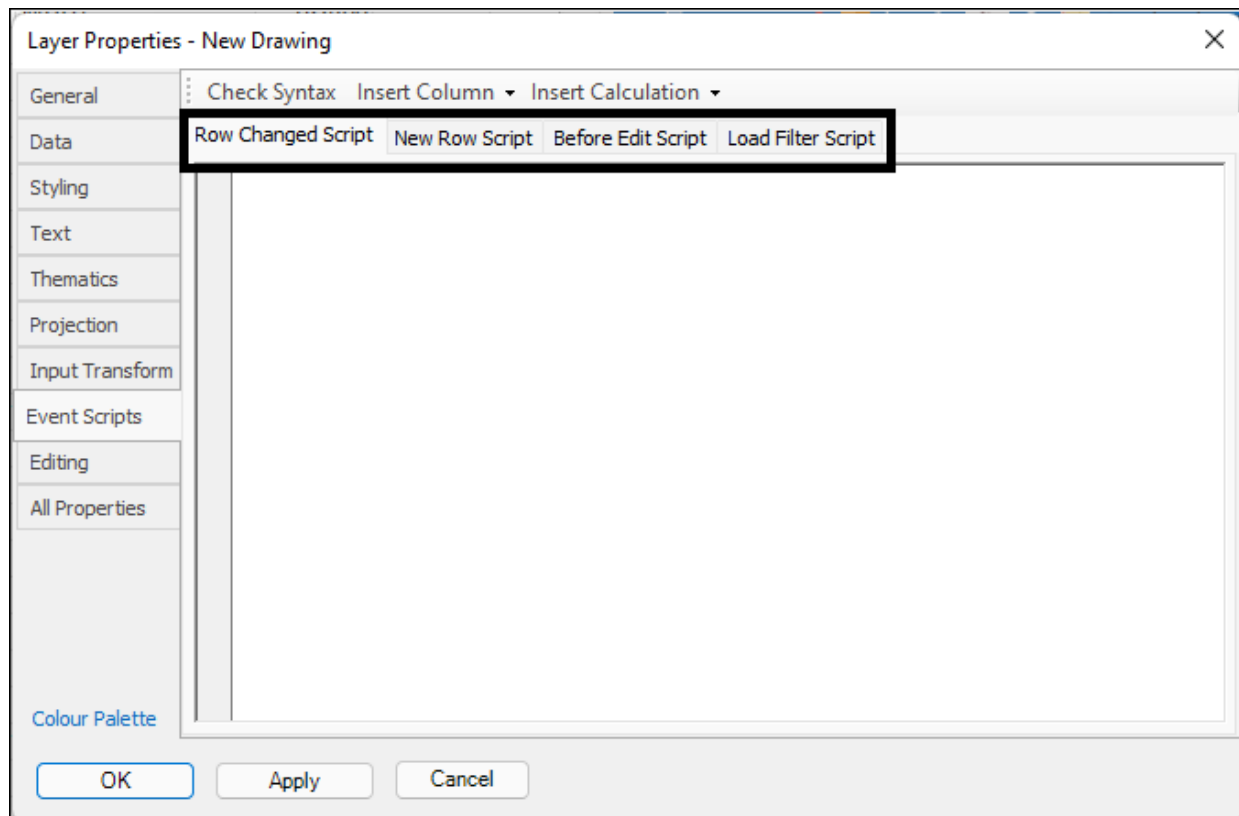 Layer Properties - New Drawing
General
Data
Styling
Text
Thematics
Projection
Input Transform
Event Scripts
Editing
All Properties
Colour Palette
Check Syntax Insert Column Insert Calculation
Row Changed Script New Row Script Before Edit Script Load Filter Script
OK Apply Cancel